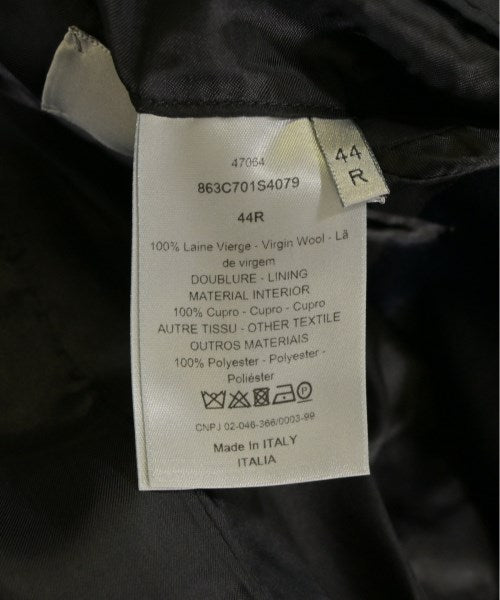 47064
863C701S4079
44R
100% Laine Vierge - Virgin Wool - Lã
de virgem
DOUBLURE - LINING
MATERIAL INTERIOR
100% Cupro - Cupro - Cupro
AUTRE TISSU - OTHER TEXTILE
OUTROS MATERIAIS
100% Polyester - Polyester -
Poliéster
P
CNPJ 02-046-366/0003-99
Made in ITALY
ITALIA
44
R